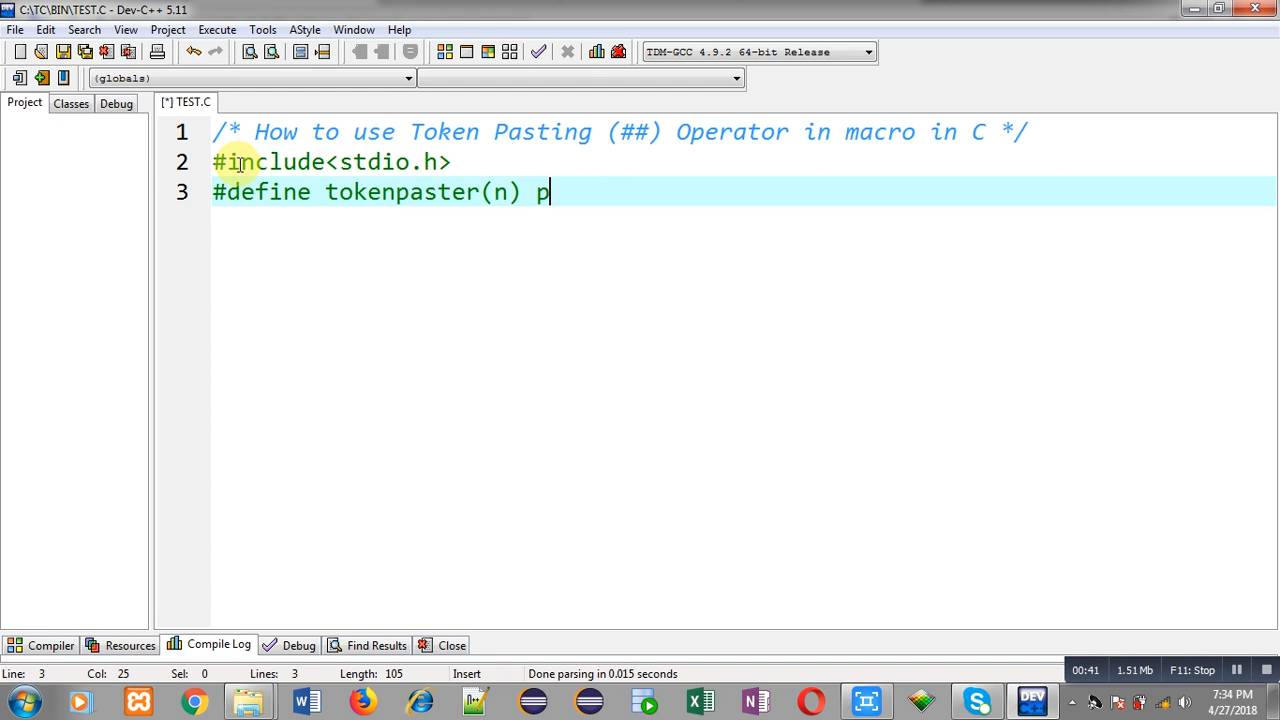 C:\TC\BIN\TEST.C - Dev-C++ 5.11
File Edit Search View Project Execute Tools AStyle Window Help
TDM-GCC 4.9.2 64-bit Release
(globals)
Project Classes Debug [*] TEST.C
1 /* How to use Token Pasting (##) Operator in macro in C */
2 #include<stdio.h>
3 #define tokenpaster(n) p
Compiler Resources Compile Log Debug Find Results Close
Line: 3 Col: 25 Sel: 0 Lines: 3 Length: 105 Insert Done parsing in 0.015 seconds
00:41 1.51 Mb F11: Stop
DEV
7:34 PM
4/27/2018